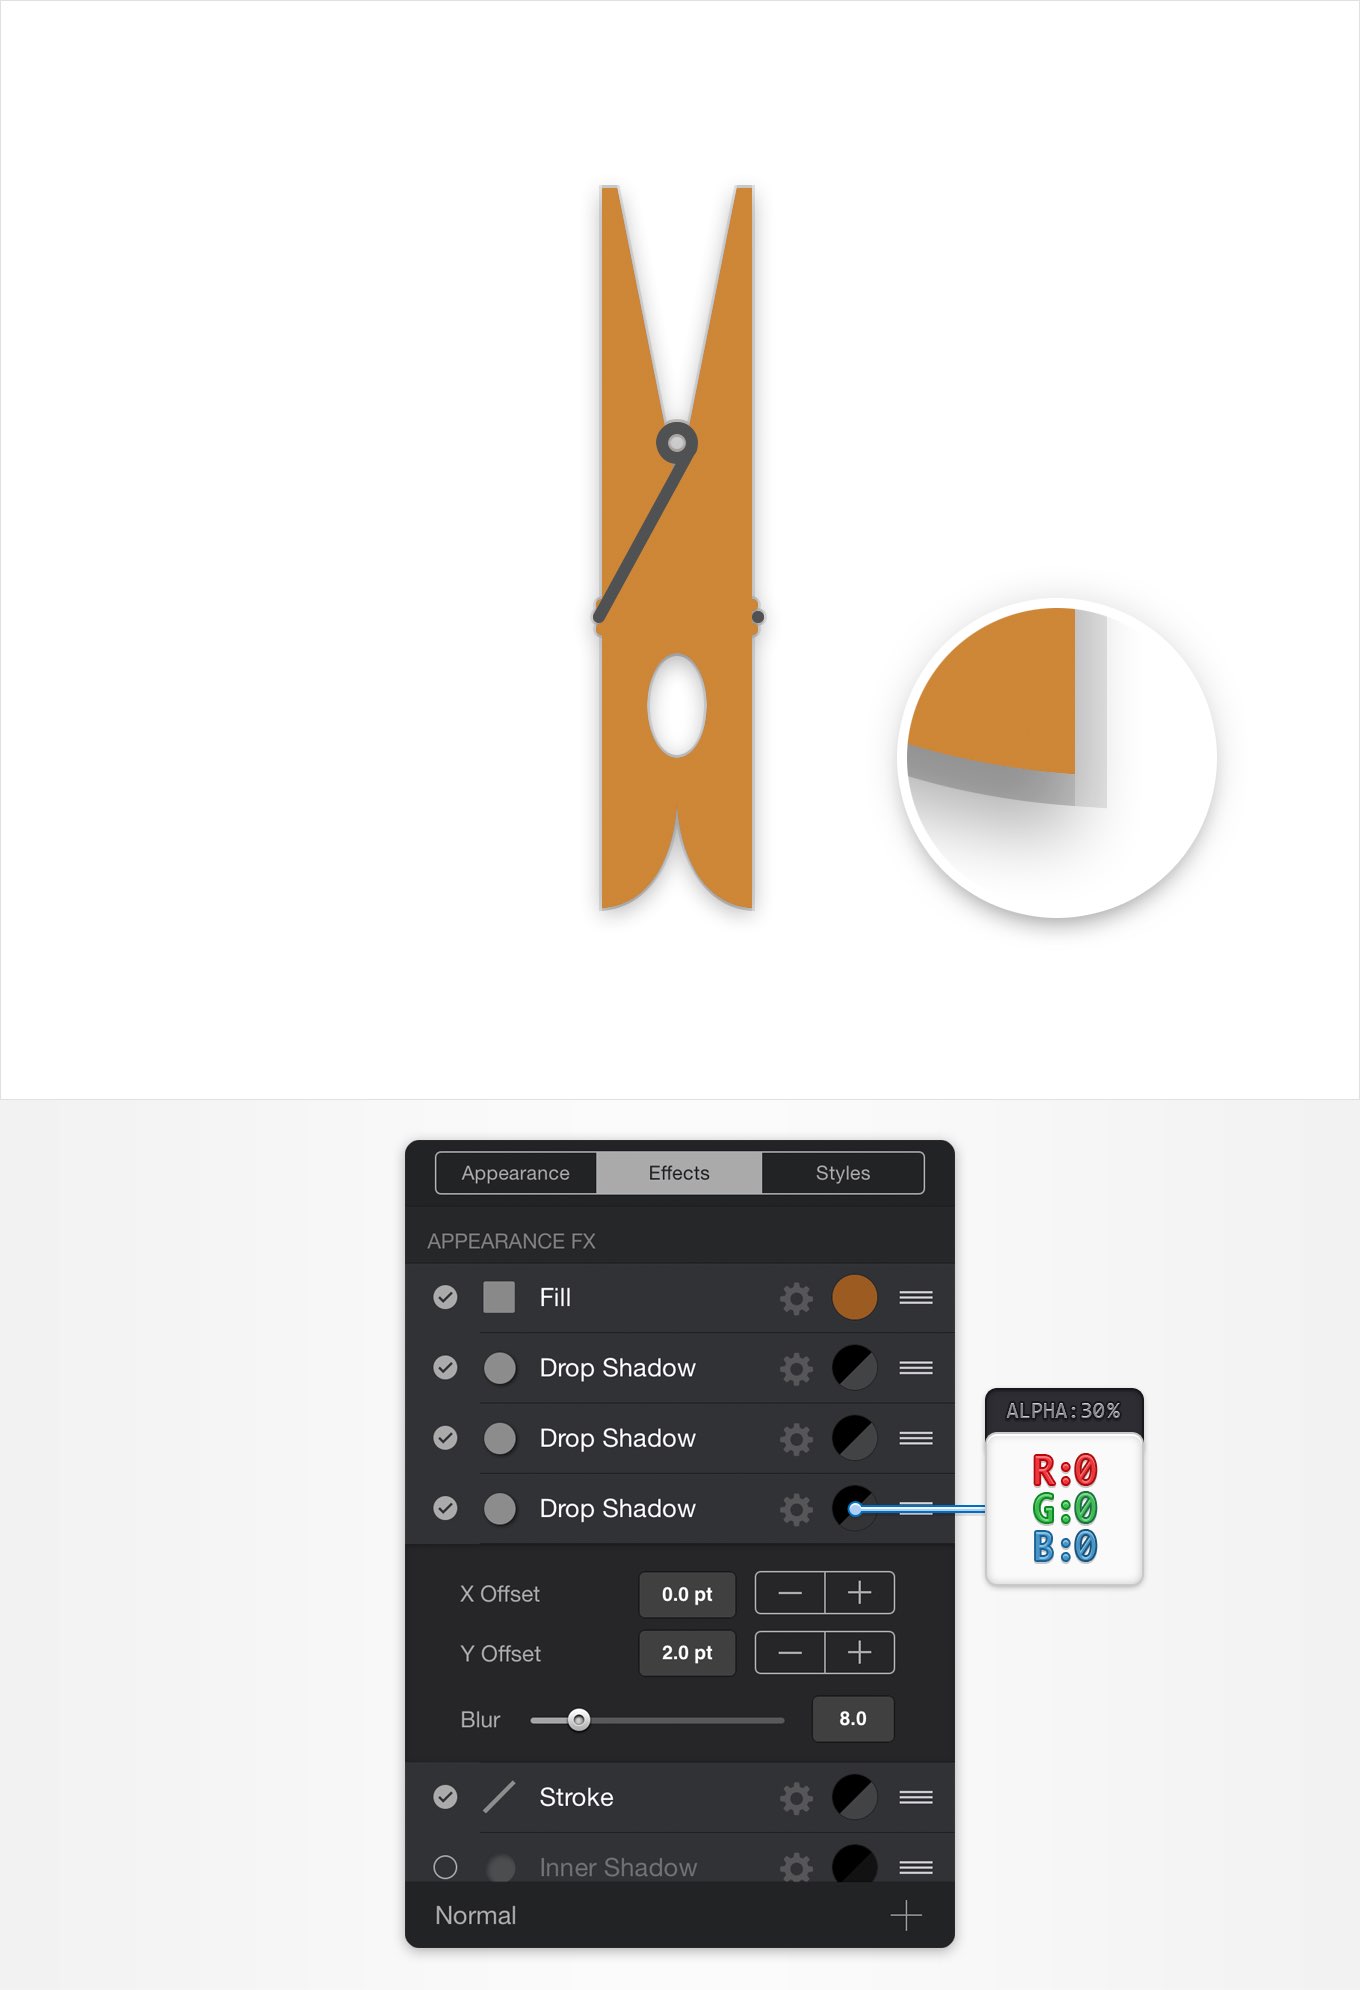 Appearance Effects Styles
APPEARANCE FX
Fill
Drop Shadow
Drop Shadow
Drop Shadow
ALPHA:30%
R:0
G:0
B:0
X Offset 0.0 pt
Y Offset 2.0 pt
Blur 8.0
Stroke
Inner Shadow
Normal